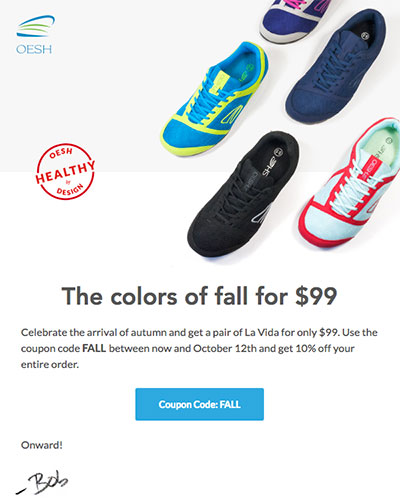 OESH
OESH
HEALTHY
by
DESIGN
The colors of fall for $99
Celebrate the arrival of autumn and get a pair of La Vida for only $99. Use the
coupon code FALL between now and October 12th and get 10% off your
entire order.
Coupon Code: FALL
Onward!
Bob